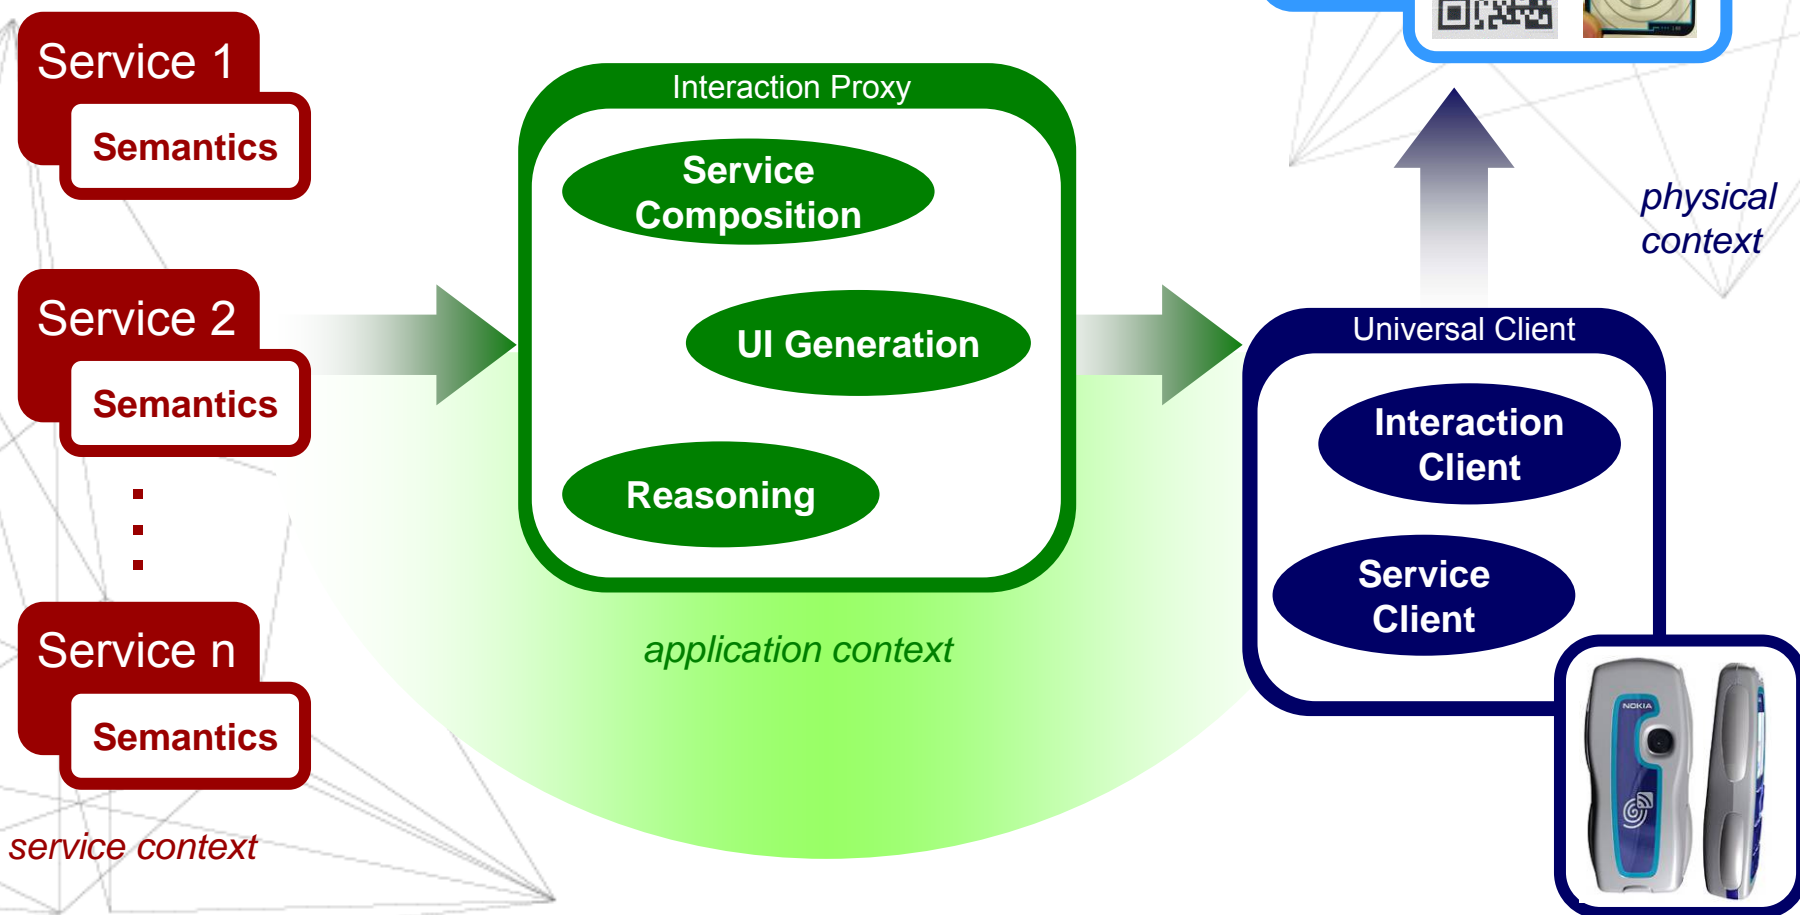 Service 1
Semantics
Service 2
Semantics
Service n
Semantics
service context
Interaction Proxy
Service
Composition
UI Generation
Reasoning
application context
physical
context
Universal Client
Interaction
Client
Service
Client
NOKIA